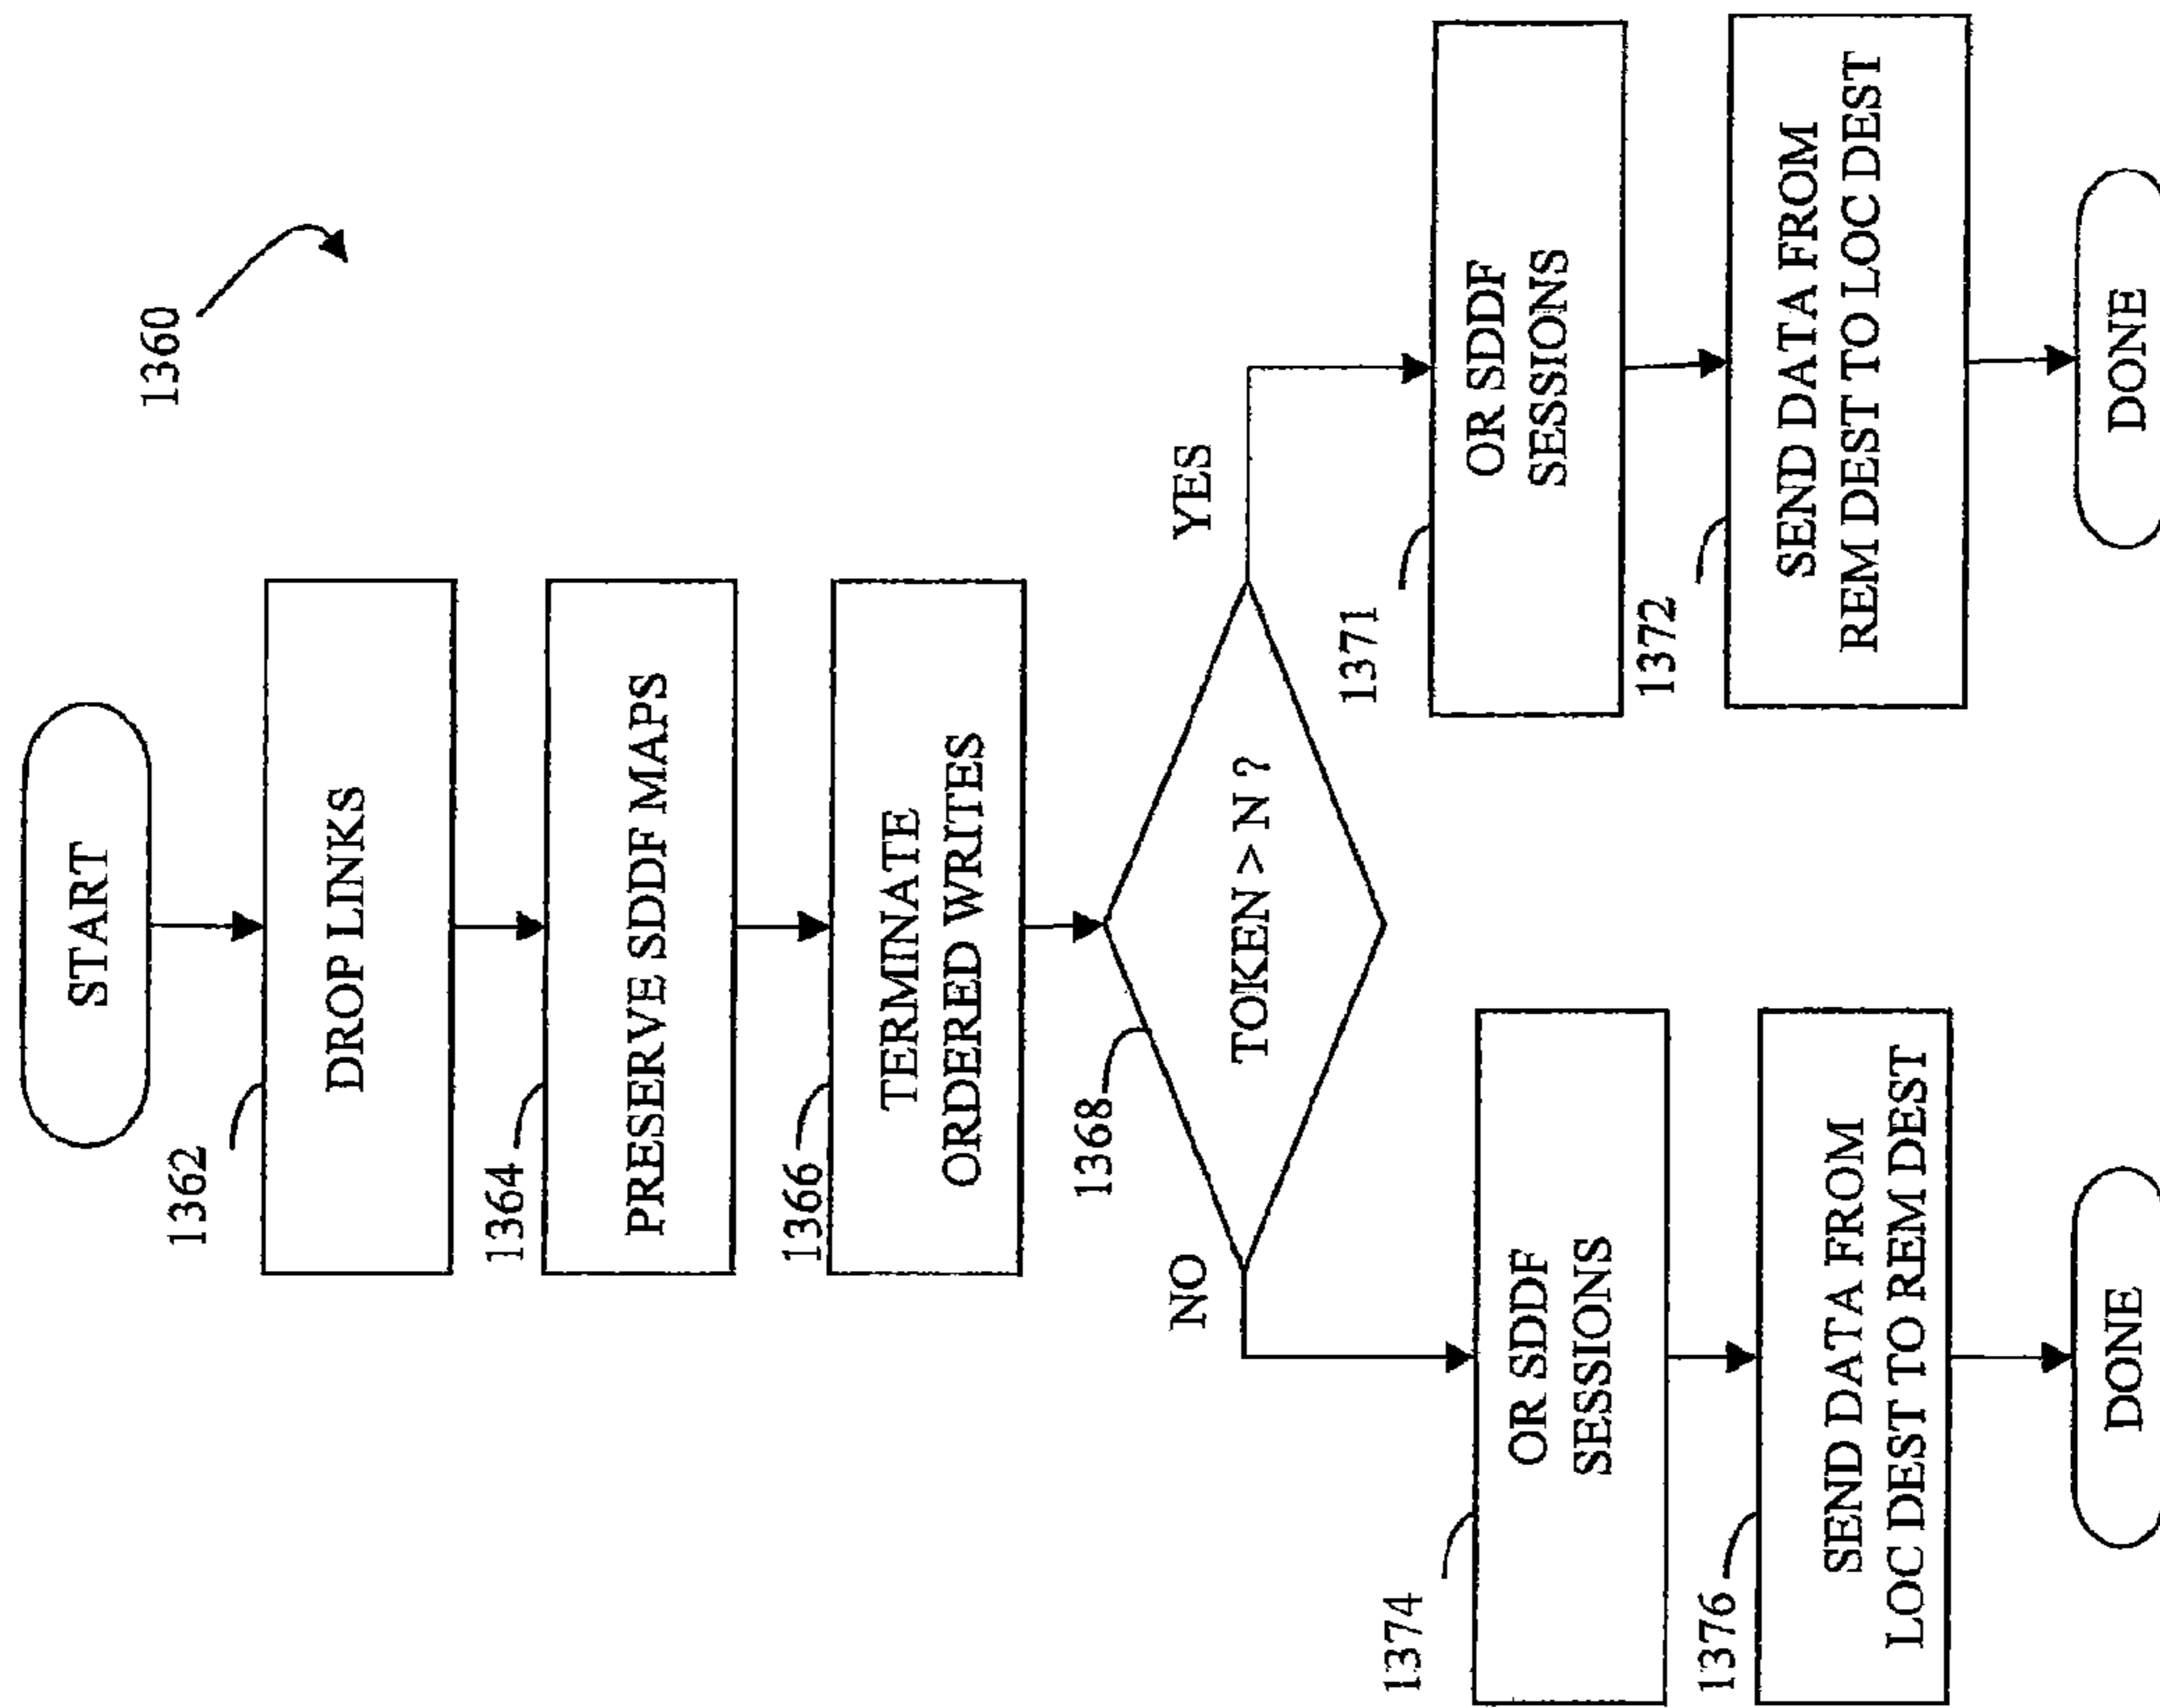 1360
START
1362
DROP LINKS
1364
PRESERVE SDDF MAPS
1366
TERMINATE
ORDERED WRITES
1368
TOKEN > N ?
NO
YES
1374
OR SDDF
SESSIONS
1376
SEND DATA FROM
LOC DEST TO REM DEST
DONE
1371
OR SDDF
SESSIONS
1372
SEND DATA FROM
REM DEST TO LOC DEST
DONE